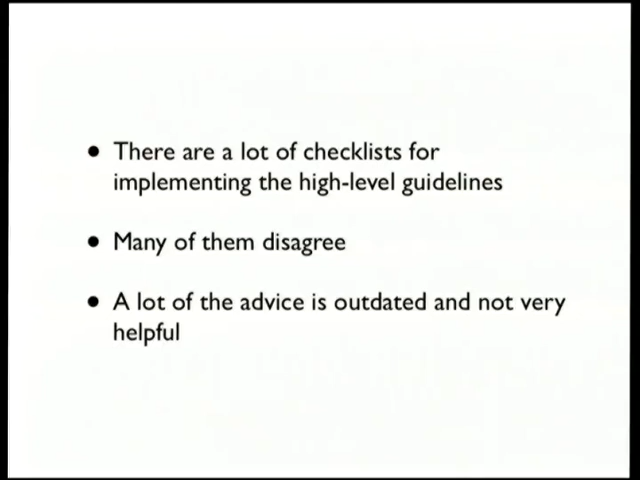 • There are a lot of checklists for
implementing the high-level guidelines
• Many of them disagree
• A lot of the advice is outdated and not very
helpful